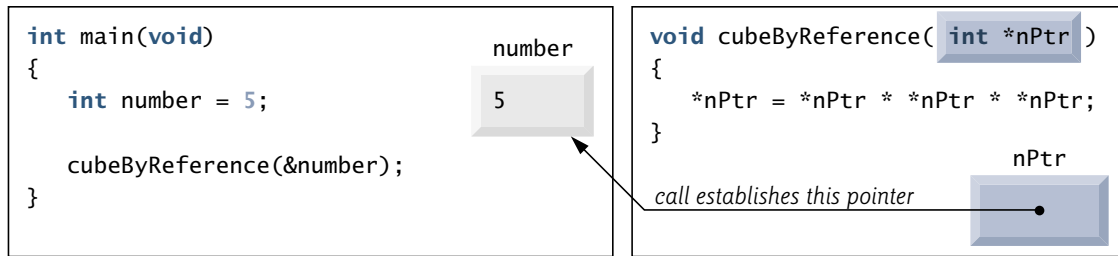 int main(void)
{
int number = 5;
cubeByReference(&number);
}
number
5
void cubeByReference( int *nPtr )
{
*nPtr = *nPtr * *nPtr * *nPtr;
}
nPtr
call establishes this pointer